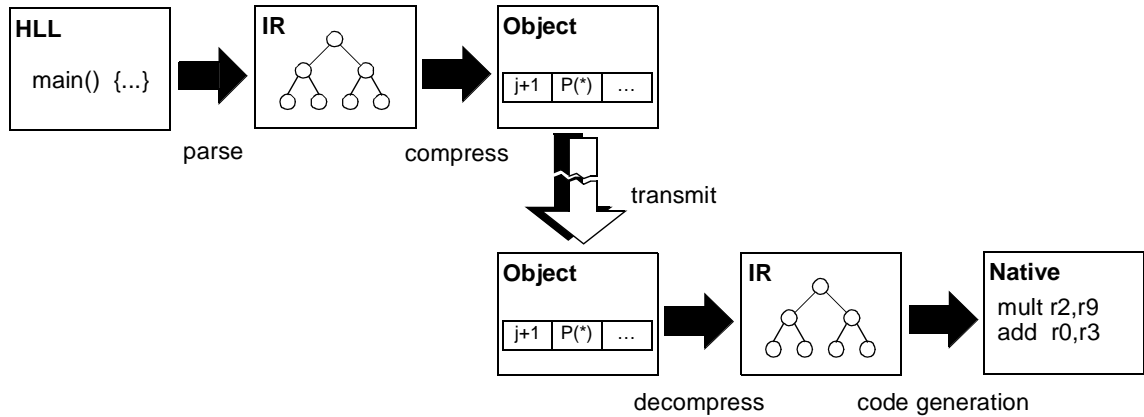 HLL
main() {...}
IR
Object
j+1 P(*) ...
parse
compress
transmit
Object
j+1 P(*) ...
IR
Native
mult r2,r9
add r0,r3
decompress
code generation